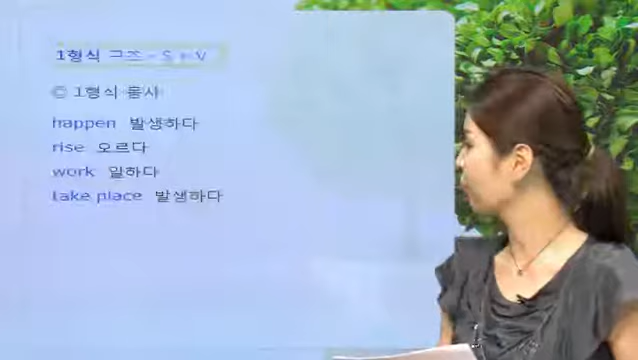 1형식 구조 - S + V
◎ 1형식 동사
happen 발생하다
rise 오르다
work 일하다
take place 발생하다